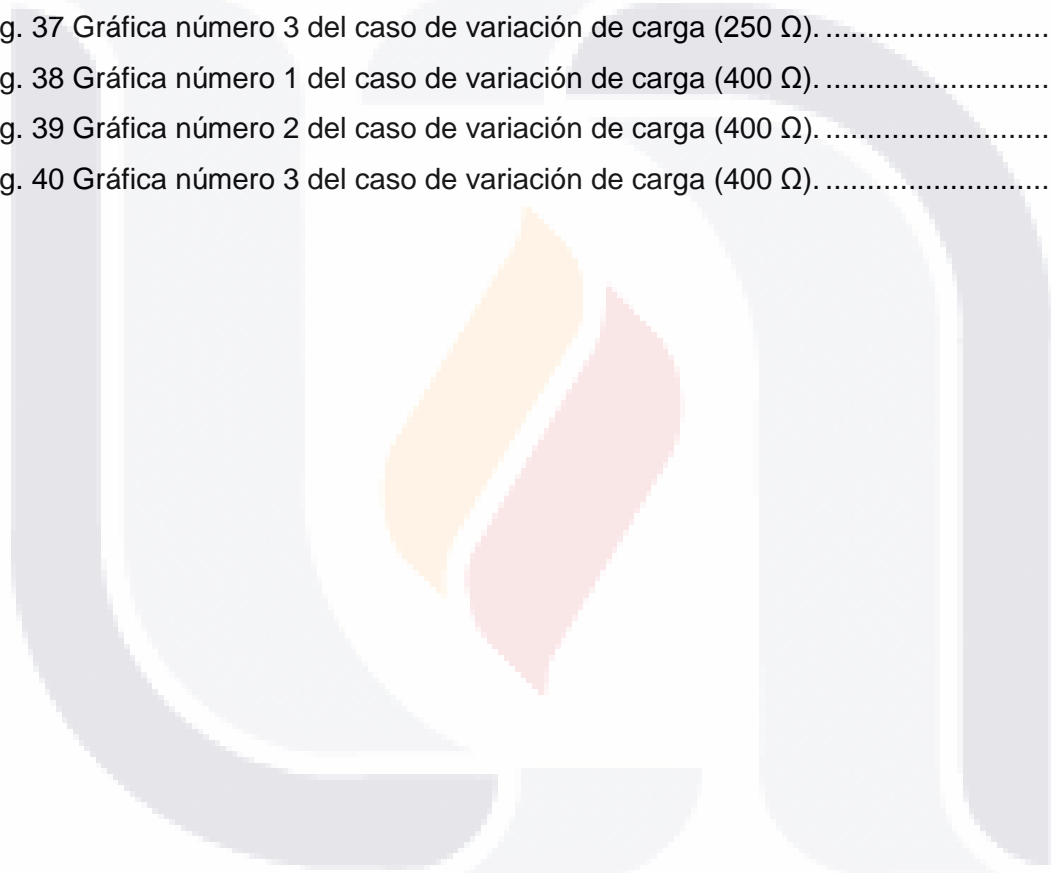 g. 37 Gráfica número 3 del caso de variación de carga (250 Ω). ...........................
g. 38 Gráfica número 1 del caso de variación de carga (400 Ω). ...........................
g. 39 Gráfica número 2 del caso de variación de carga (400 Ω). ...........................
g. 40 Gráfica número 3 del caso de variación de carga (400 Ω). ...........................